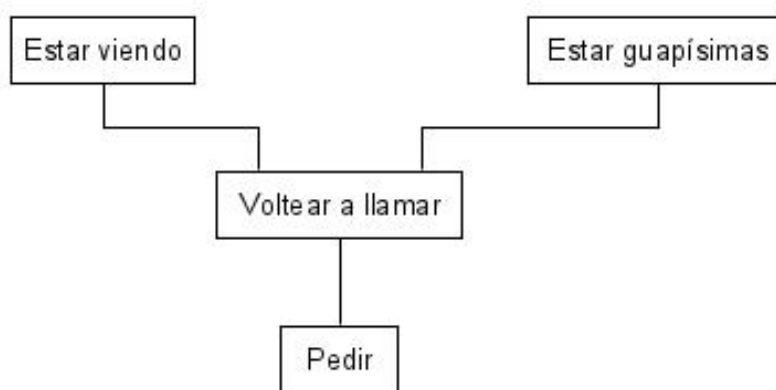 Estar viendo
Estar guapísimas
Voltear a llamar
Pedir